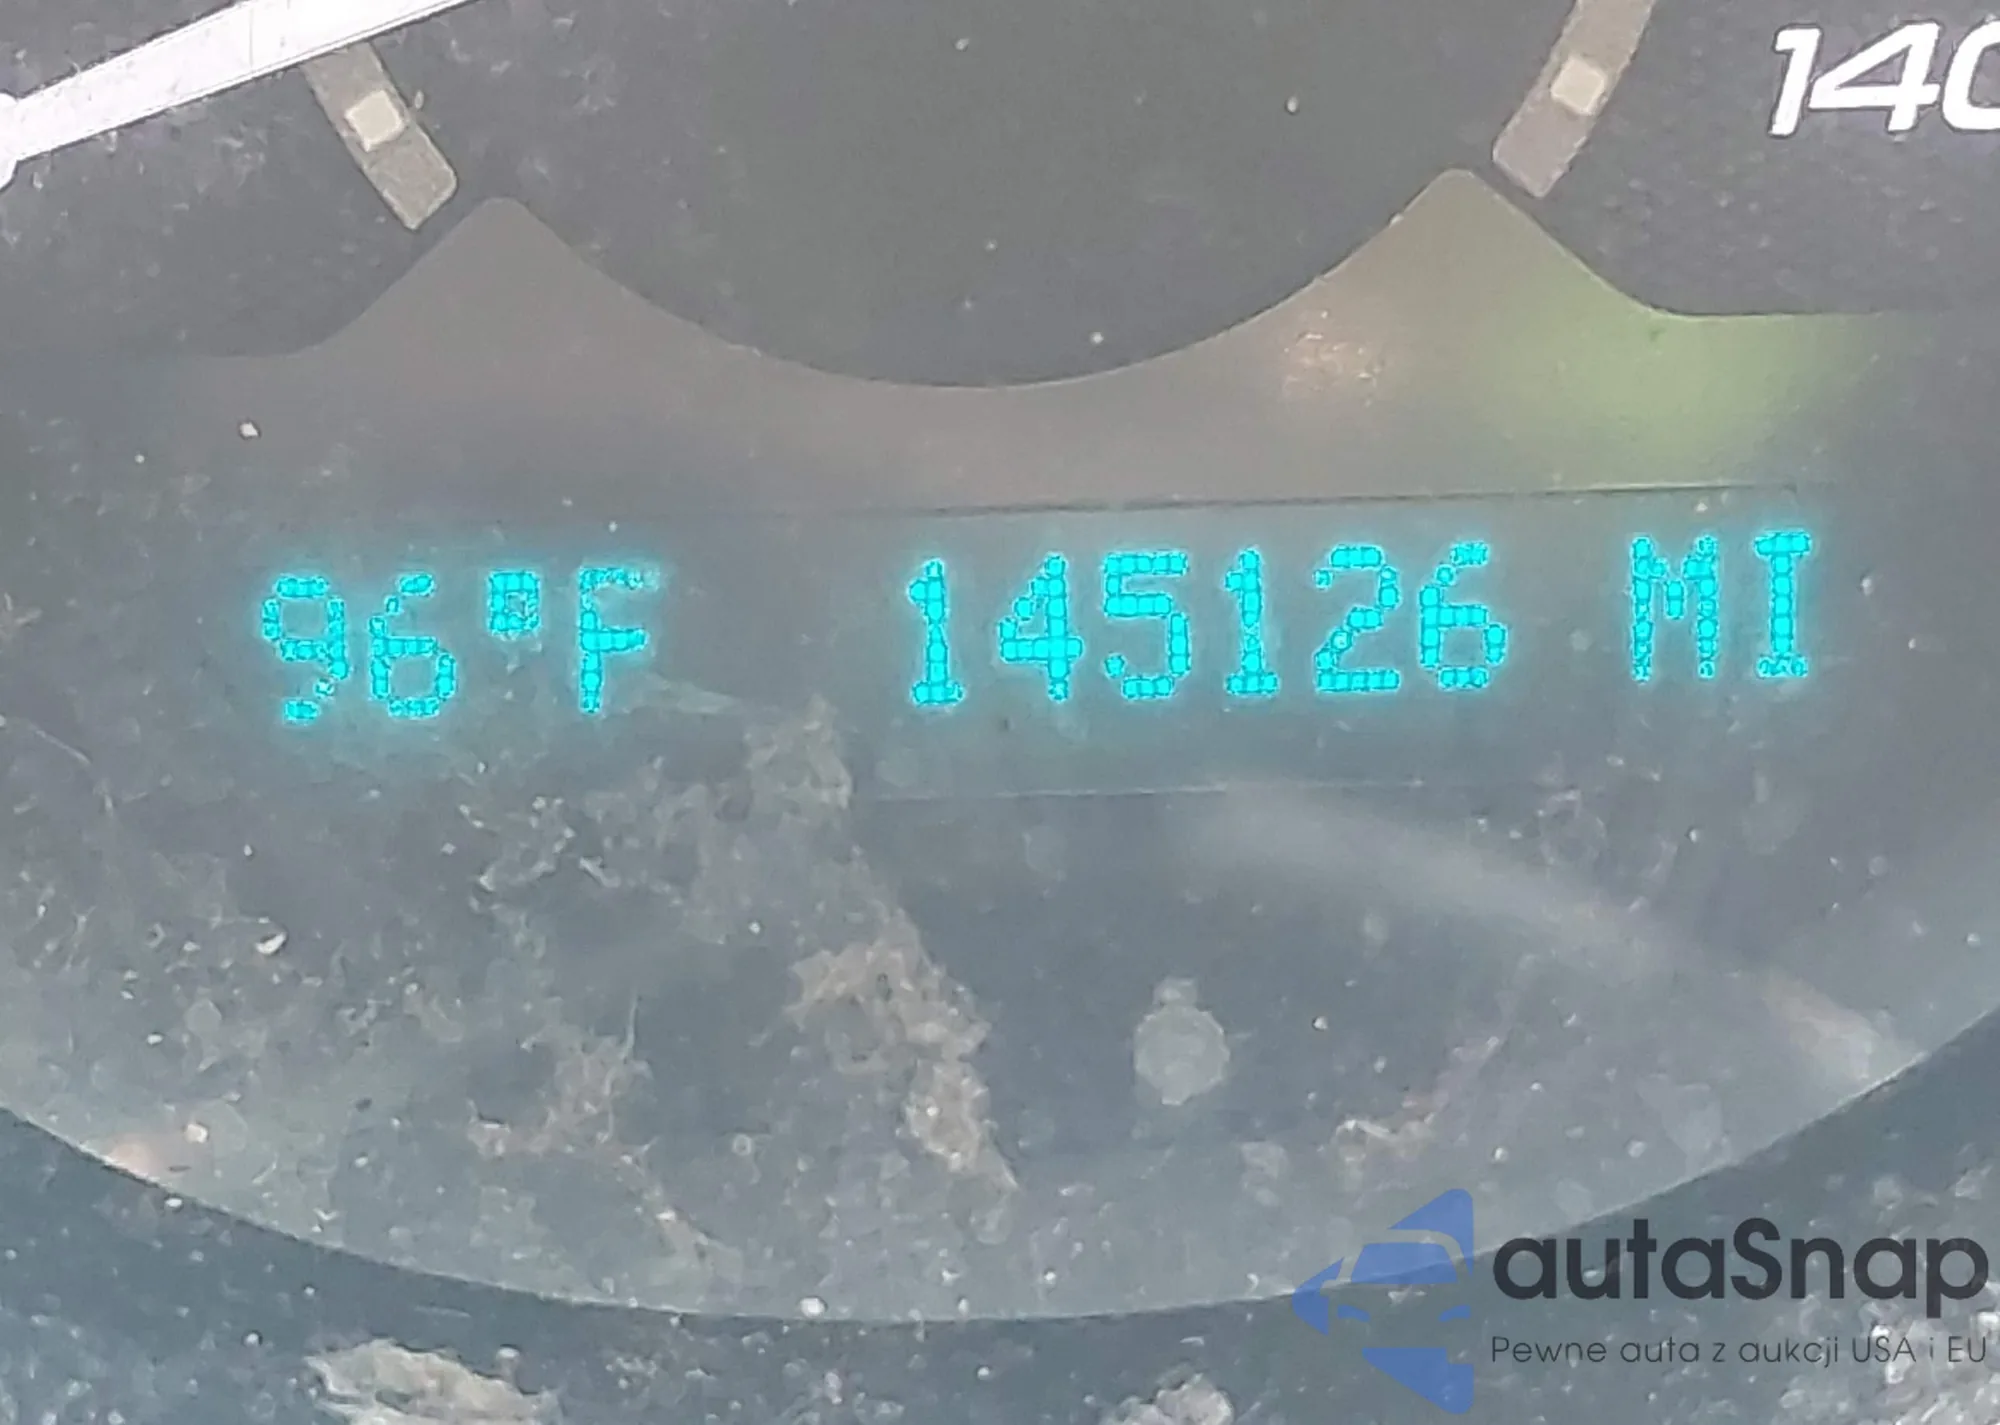 140
96°F 145126 MI
autaSnap
Pewne auta z aukcji USA i EU